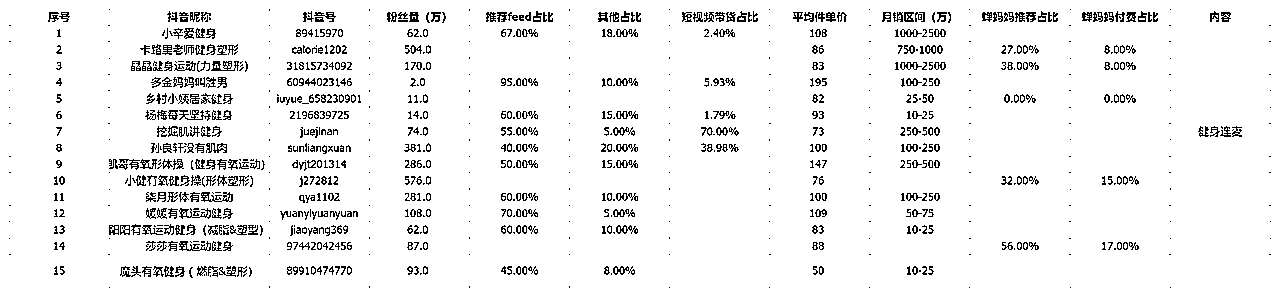 序号 抖音昵称 抖音号 粉丝量（万） 推荐feed占比 其他占比 短视频带货占比 平均件单价 月销区间（万） 蝉妈妈推荐占比 蝉妈妈付费占比 内容
1 小辛爱健身 89415970 62.0 67.00% 18.00% 2.40% 108 1000-2500
2 卡路里老师健身塑形 calorie1202 504.0 86 750-1000 27.00% 8.00%
3 晶晶健身运动(力量塑形) 31815734092 170.0 83 1000-2500 38.00% 8.00%
4 多金妈妈叫胜男 60944023146 2.0 95.00% 10.00% 5.93% 195 100-250
5 乡村小姨居家健身 iuyue_658230901 11.0 82 25-50 0.00% 0.00%
6 杨梅每天坚持健身 2196839725 14.0 60.00% 15.00% 1.79% 93 10-25
7 挖掘肌讲健身 juejinan 74.0 55.00% 5.00% 70.00% 73 250-500 健身连麦
8 孙良轩没有肌肉 sunliangxuan 381.0 40.00% 20.00% 38.98% 100 100-250
9 凯哥有氧形体操（健身有氧运动） dyjt201314 286.0 50.00% 15.00% 147 250-500
10 小健有氧健身操(形体塑形) j272812 576.0 76 32.00% 15.00%
11 柒月形体有氧运动 qya1102 281.0 60.00% 10.00% 100 100-250
12 媛媛有氧运动健身 yuanyiyuanyuan 108.0 70.00% 5.00% 109 50-75
13 阳阳有氧运动健身（减脂&塑型） jiaoyang369 62.0 60.00% 10.00% 83 10-25
14 莎莎有氧运动健身 97442042456 87.0 88 56.00% 17.00%
15 魔头有氧健身（燃脂&塑形） 89910474770 93.0 45.00% 8.00% 50 10-25